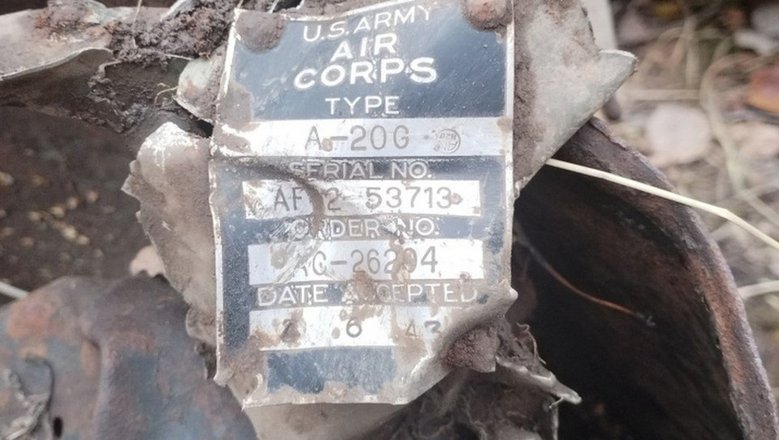 U.S. ARMY
AIR
CORPS
TYPE
A-20G
SERIAL NO.
AF 2-53713
ORDER NO.
AC-26204
DATE ACCEPTED
6 43